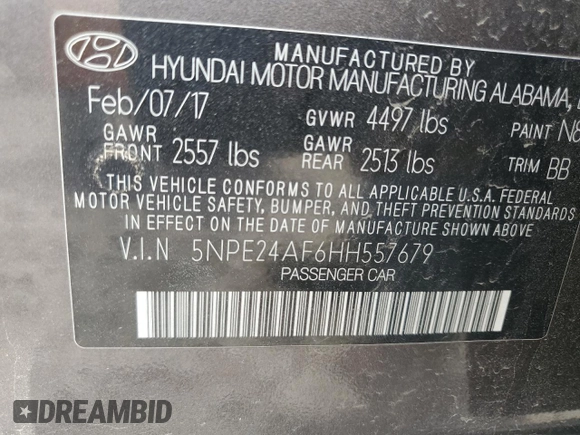 MANUFACTURED BY
HYUNDAI MOTOR MANUFACTURING ALABAMA,
Feb/07/17 GVWR 4497 lbs PAINT
GAWR FRONT 2557 lbs GAWR REAR 2513 lbs TRIM BB
THIS VEHICLE CONFORMS TO ALL APPLICABLE U.S.A. FEDERAL
MOTOR VEHICLE SAFETY, BUMPER, AND THEFT PREVENTION STANDARDS
IN EFFECT ON THE DATE OF MANUFACTURE SHOWN ABOVE
V.I.N 5NPE24AF6HH557679
PASSENGER CAR
DREAMBID